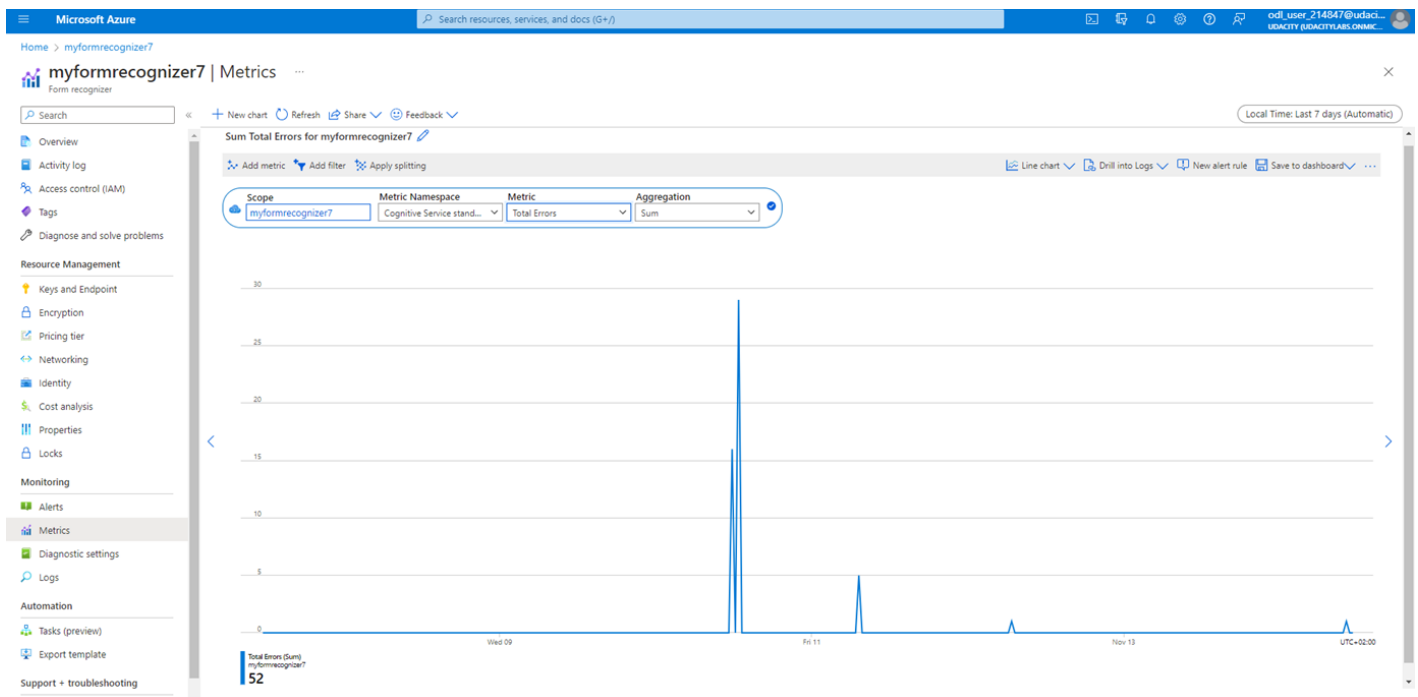 Microsoft Azure
Search resources, services, and docs (G+/)
odl_user_214847@udaci...
UDACITY (UDACITYLABS.ONMIC...
Home > myformrecognizer7
myformrecognizer7 | Metrics ...
Form recognizer
Search
«
New chart Refresh Share Feedback
Local Time: Last 7 days (Automatic)
Overview
Activity log
Access control (IAM)
Tags
Diagnose and solve problems
Resource Management
Keys and Endpoint
Encryption
Pricing tier
Networking
Identity
Cost analysis
Properties
Locks
Monitoring
Alerts
Metrics
Diagnostic settings
Logs
Automation
Tasks (preview)
Export template
Support + troubleshooting
Sum Total Errors for myformrecognizer7
Add metric Add filter Apply splitting
Line chart Drill into Logs New alert rule Save to dashboard ...
Scope Metric Namespace Metric Aggregation
myformrecognizer7 Cognitive Service stand... Total Errors Sum
30
25
20
15
10
5
0
Wed 09 Fri 11 Nov 13 UTC+02:00
Total Errors (Sum)
myformrecognizer7
52